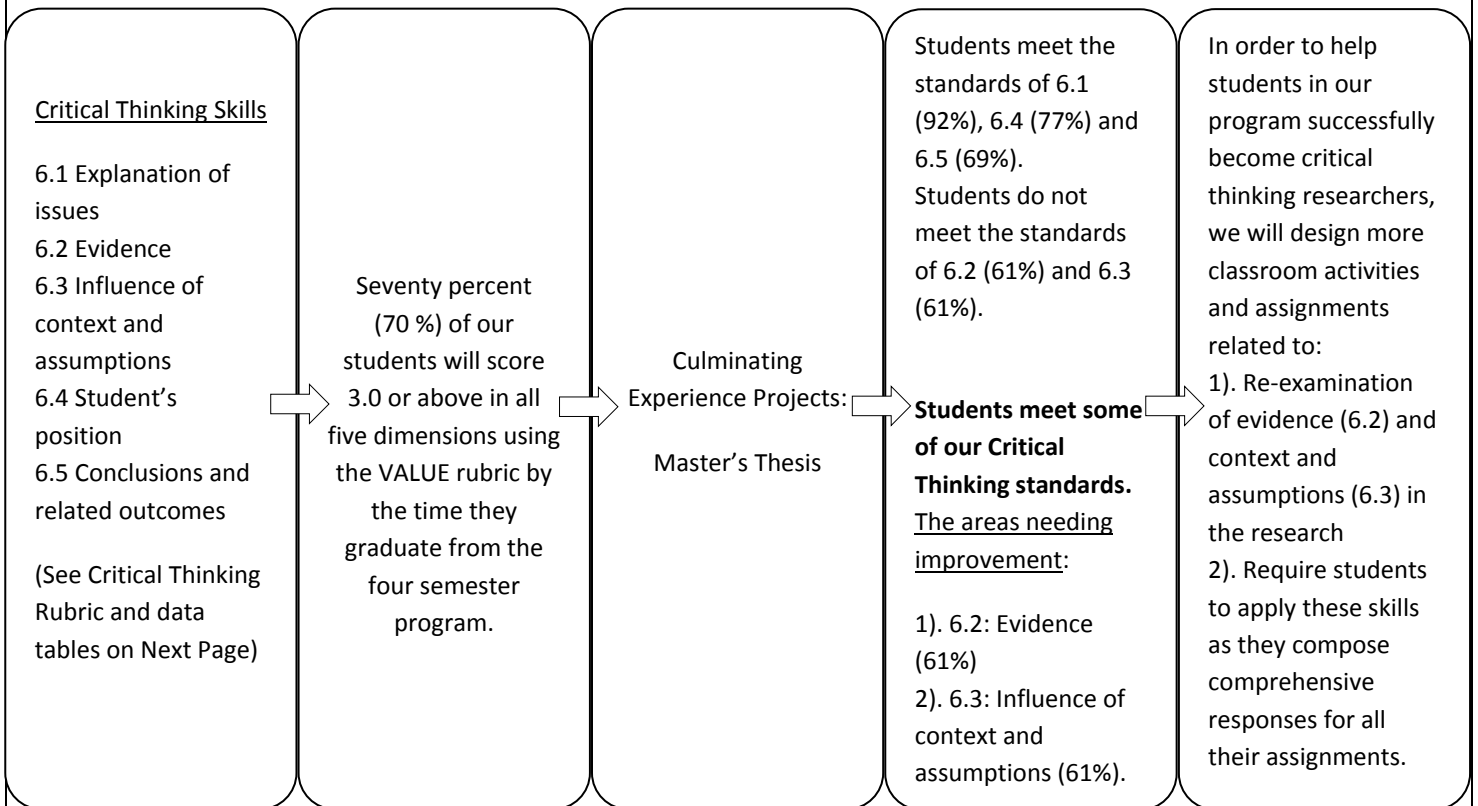 Critical Thinking Skills
6.1 Explanation of
issues
6.2 Evidence
6.3 Influence of
context and
assumptions
6.4 Student’s
position
6.5 Conclusions and
related outcomes
(See Critical Thinking
Rubric and data
tables on Next Page)
Seventy percent
(70 %) of our
students will score
3.0 or above in all
five dimensions using
the VALUE rubric by
the time they
graduate from the
four semester
program.
Culminating
Experience Projects:
Master’s Thesis
Students meet the
standards of 6.1
(92%), 6.4 (77%) and
6.5 (69%).
Students do not
meet the standards
of 6.2 (61%) and 6.3
(61%).
Students meet some
of our Critical
Thinking standards.
The areas needing
improvement:
1). 6.2: Evidence
(61%)
2). 6.3: Influence of
context and
assumptions (61%).
In order to help
students in our
program successfully
become critical
thinking researchers,
we will design more
classroom activities
and assignments
related to:
1). Re-examination
of evidence (6.2) and
context and
assumptions (6.3) in
the research
2). Require students
to apply these skills
as they compose
comprehensive
responses for all
their assignments.